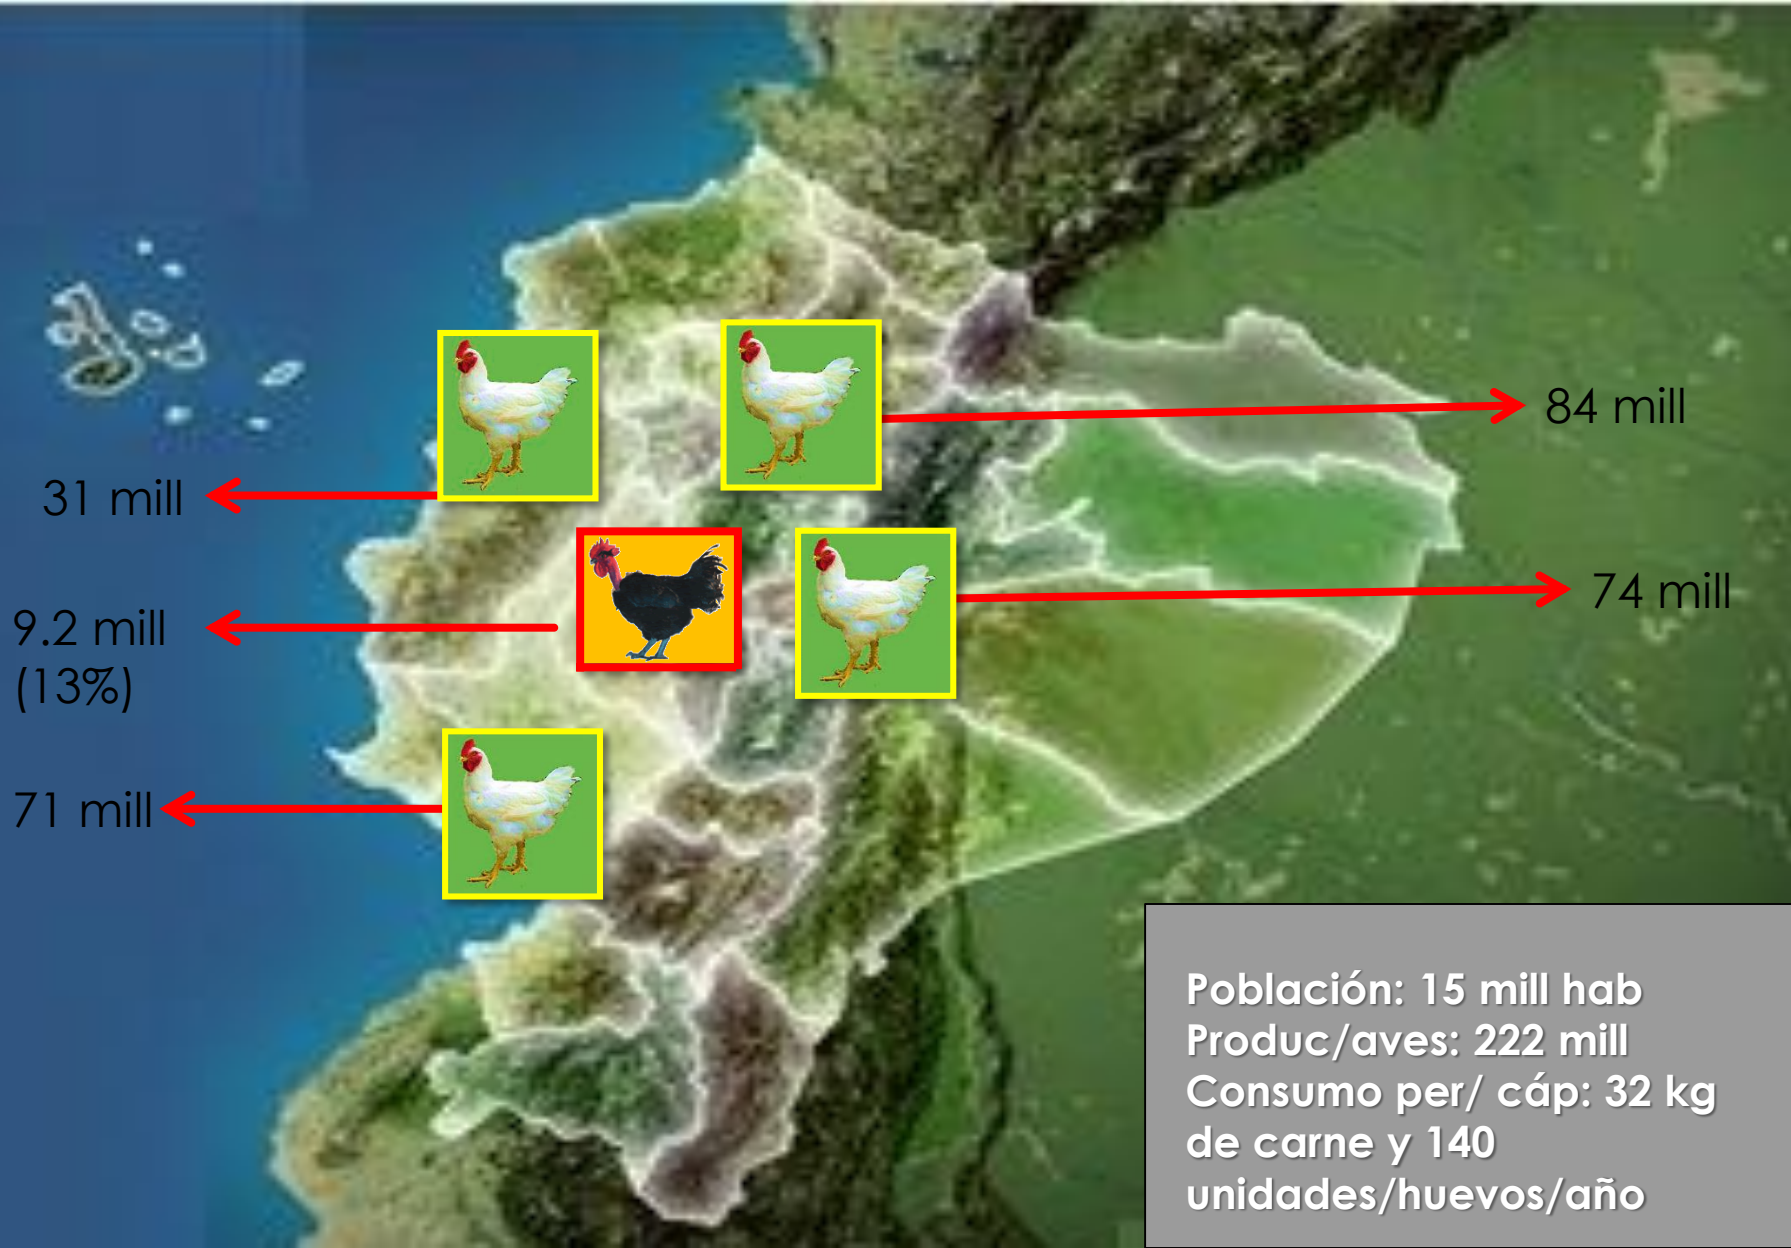 84 mill
31 mill
74 mill
9.2 mill
(13%)
71 mill
Población: 15 mill hab
Produc/aves: 222 mill
Consumo per/ cáp: 32 kg
de carne y 140
unidades/huevos/año